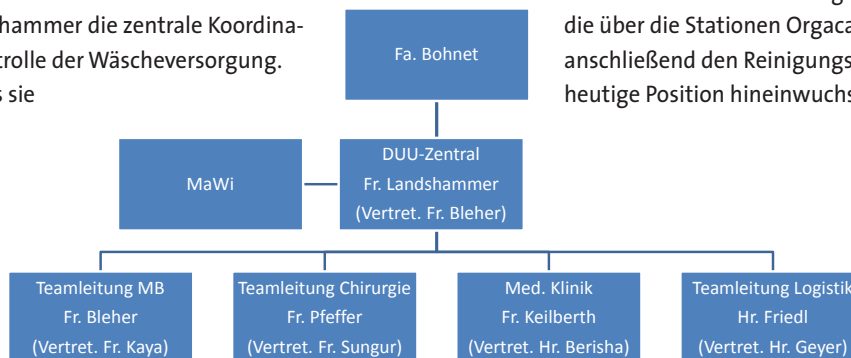 hammer die zentrale Koordina-
trolle der Wäscheversorgung.
sie
die über die Stationen
anschließend den Reinigungs
heutige Position hineinwuchs
Fa. Bohnet
MaWi
DUU-Zentral
Fr. Landshammer
(Vertret. Fr. Bleher)
Teamleitung MB
Fr. Bleher
(Vertret. Fr. Kaya)
Teamleitung Chirurgie
Fr. Pfeffer
(Vertret. Fr. Sungur)
Med. Klinik
Fr. Keilberth
(Vertret. Hr. Berisha)
Teamleitung Logistik
Hr. Friedl
(Vertret. Hr. Geyer)